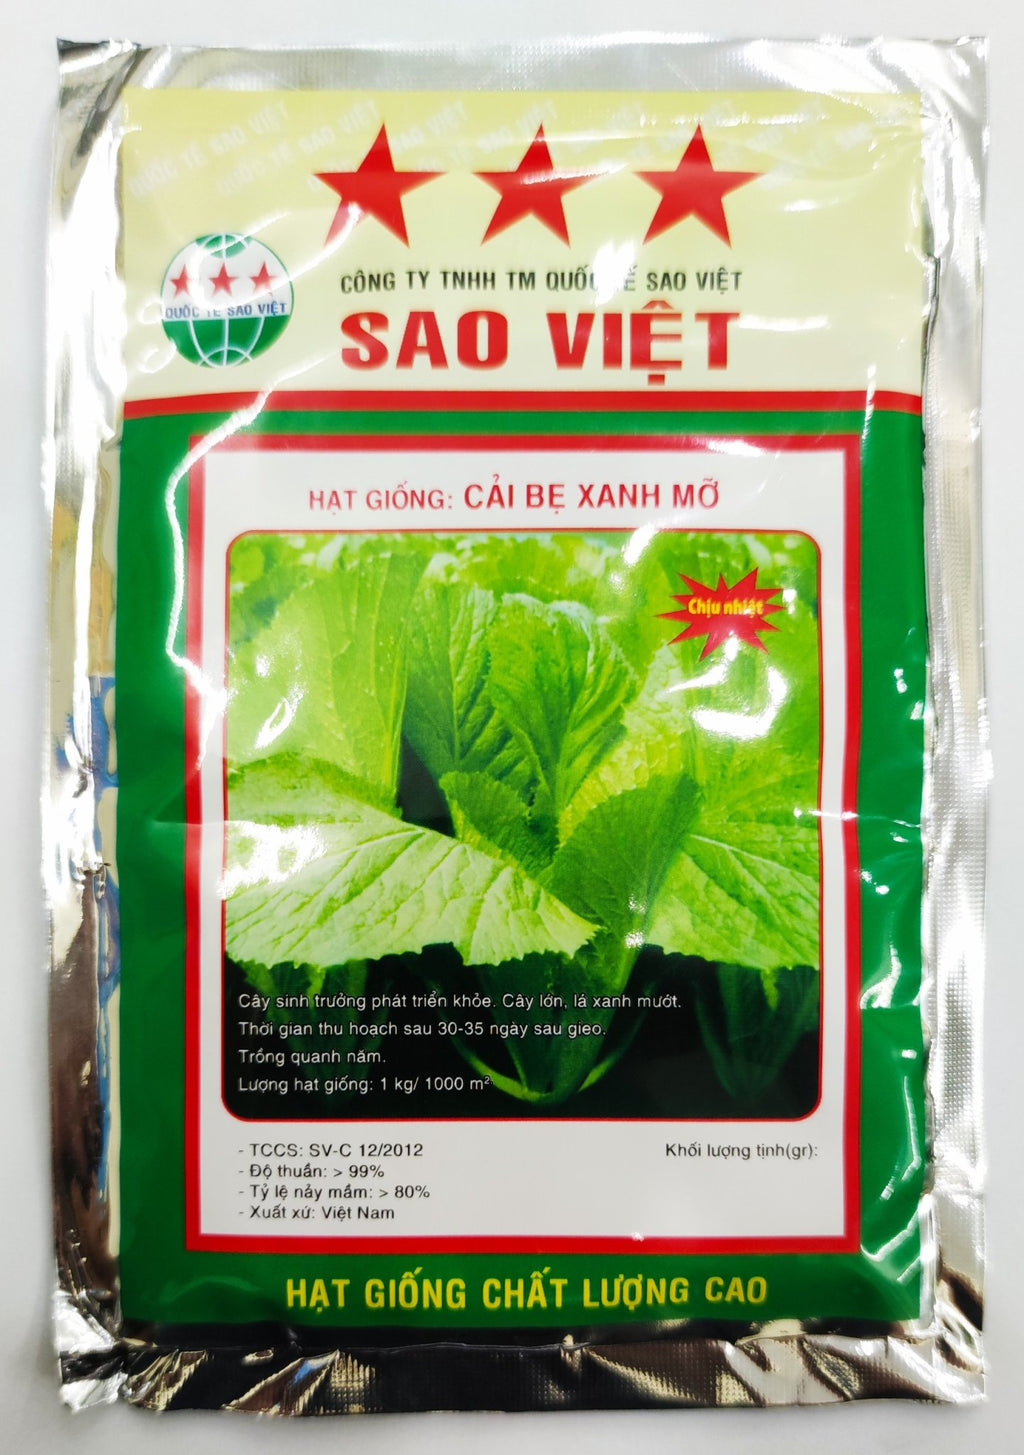 QUỐC TẾ SAO VIỆT
CÔNG TY TNHH TM QUỐC TẾ SAO VIỆT
SAO VIỆT
QUỐC TẾ SAO VIỆT
HẠT GIỐNG: CẢI BẸ XANH MỠ
Chịu nhiệt
Cây sinh trưởng phát triển khỏe. Cây lớn, lá xanh mướt.
Thời gian thu hoạch sau 30-35 ngày sau gieo.
Trồng quanh năm.
Lượng hạt giống: 1 kg/ 1000 m²
- TCCS: SV-C 12/2012
- Độ thuần: > 99%
- Tỷ lệ nảy mầm: > 80%
- Xuất xứ: Việt Nam
Khối lượng tịnh(gr):
HẠT GIỐNG CHẤT LƯỢNG CAO